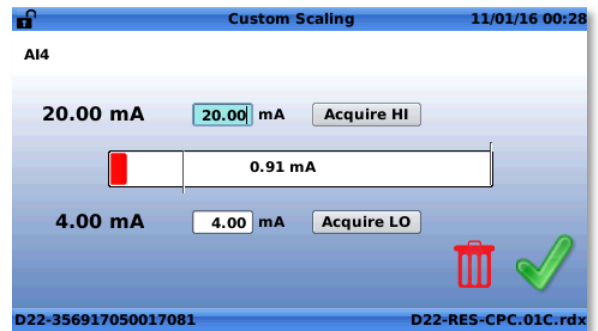 Custom Scaling 11/01/16 00:28
AI4
20.00 mA 20.00 mA Acquire HI
0.91 mA
4.00 mA 4.00 mA Acquire LO
D22-356917050017081 D22-RES-CPC.01C.rdx